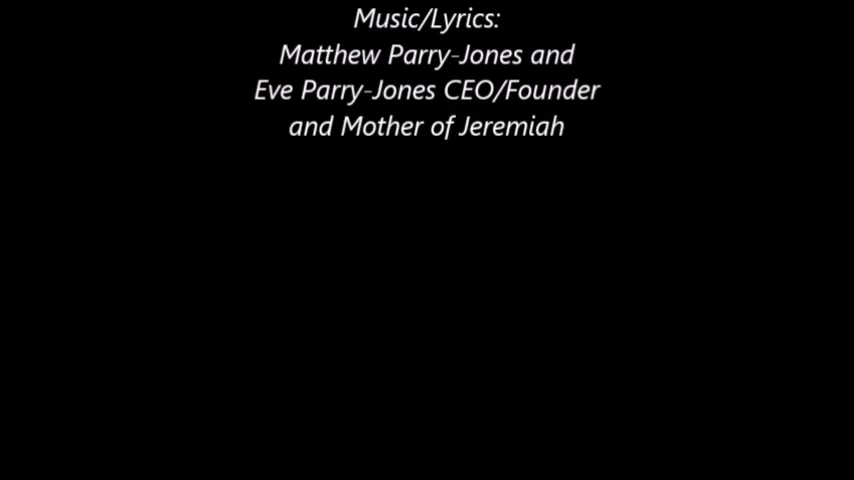 Music/Lyrics:
Matthew Parry-Jones and
Eve Parry-Jones CEO/Founder
and Mother of Jeremiah